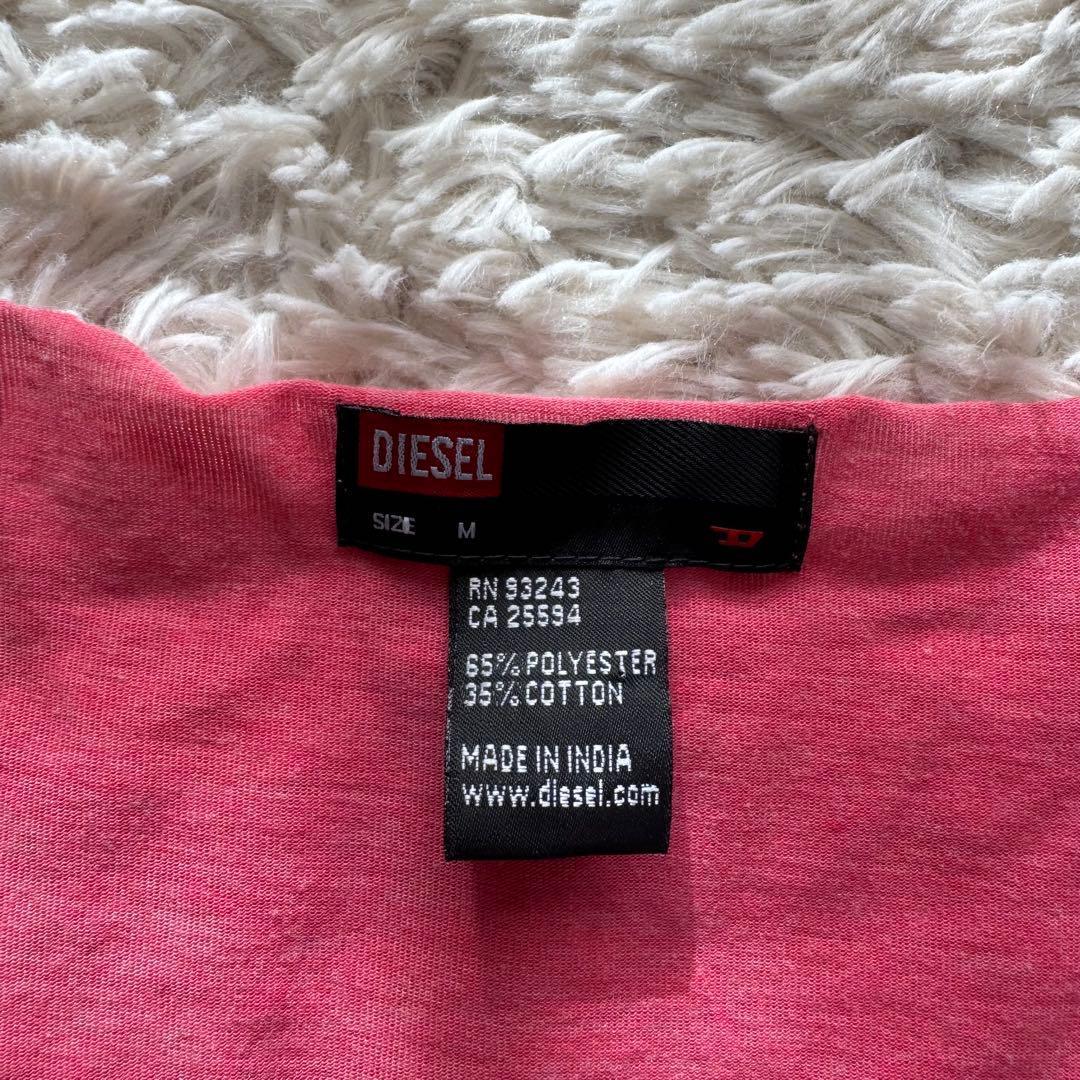 DIESEL
SIZE M
RN 93243
CA 25594
65% POLYESTER
35% COTTON
MADE IN INDIA
www.diesel.com